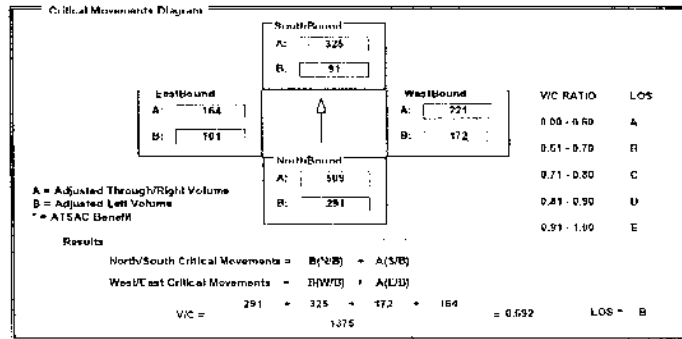 Critical Movements Diagram
SouthBound
A: 325
B: 91
EastBound
A: 164
B: 101
WestBound
A: 221
B: 172
NorthBound
A: 509
B: 291
V/C RATIO LOS
0.00 - 0.60 A
0.61 - 0.70 B
0.71 - 0.80 C
0.81 - 0.90 D
0.91 - 1.00 E
A = Adjusted Through/Right Volume
B = Adjusted Left Volume
* = ATSAC Benefit
Results
North/South Critical Movements = B(N/B) + A(S/B)
West/East Critical Movements = B(W/B) + A(E/B)
291 + 325 + 172 + 164
V/C = = 0.692 LOS = B
1375